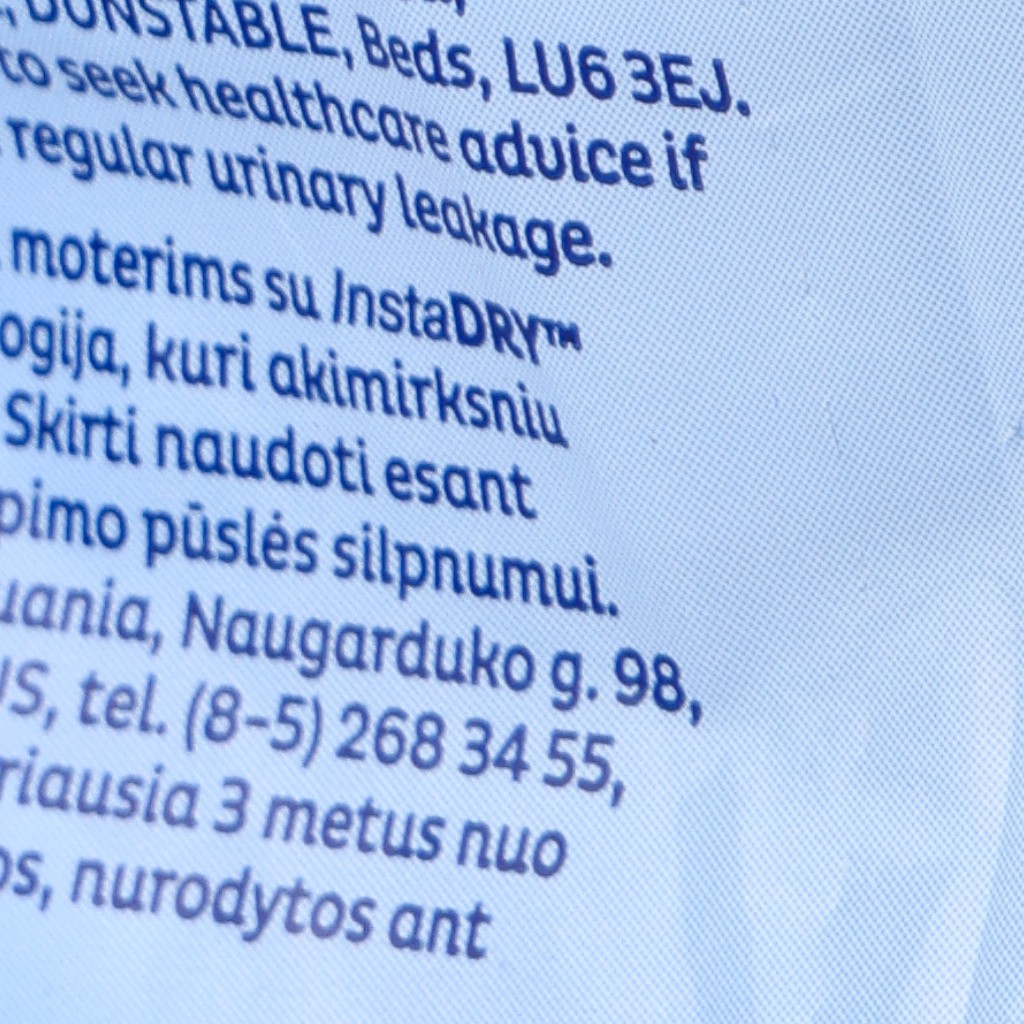 DUNSTABLE, Beds, LU6 3EJ.
to seek healthcare advice if
regular urinary leakage.
moterims su InstaDRY™
ogija, kuri akimirksniu
Skirti naudoti esant
pimo pūslės silpnumui.
uania, Naugarduko g. 98,
US, tel. (8-5) 268 34 55,
riausia 3 metus nuo
os, nurodytos ant